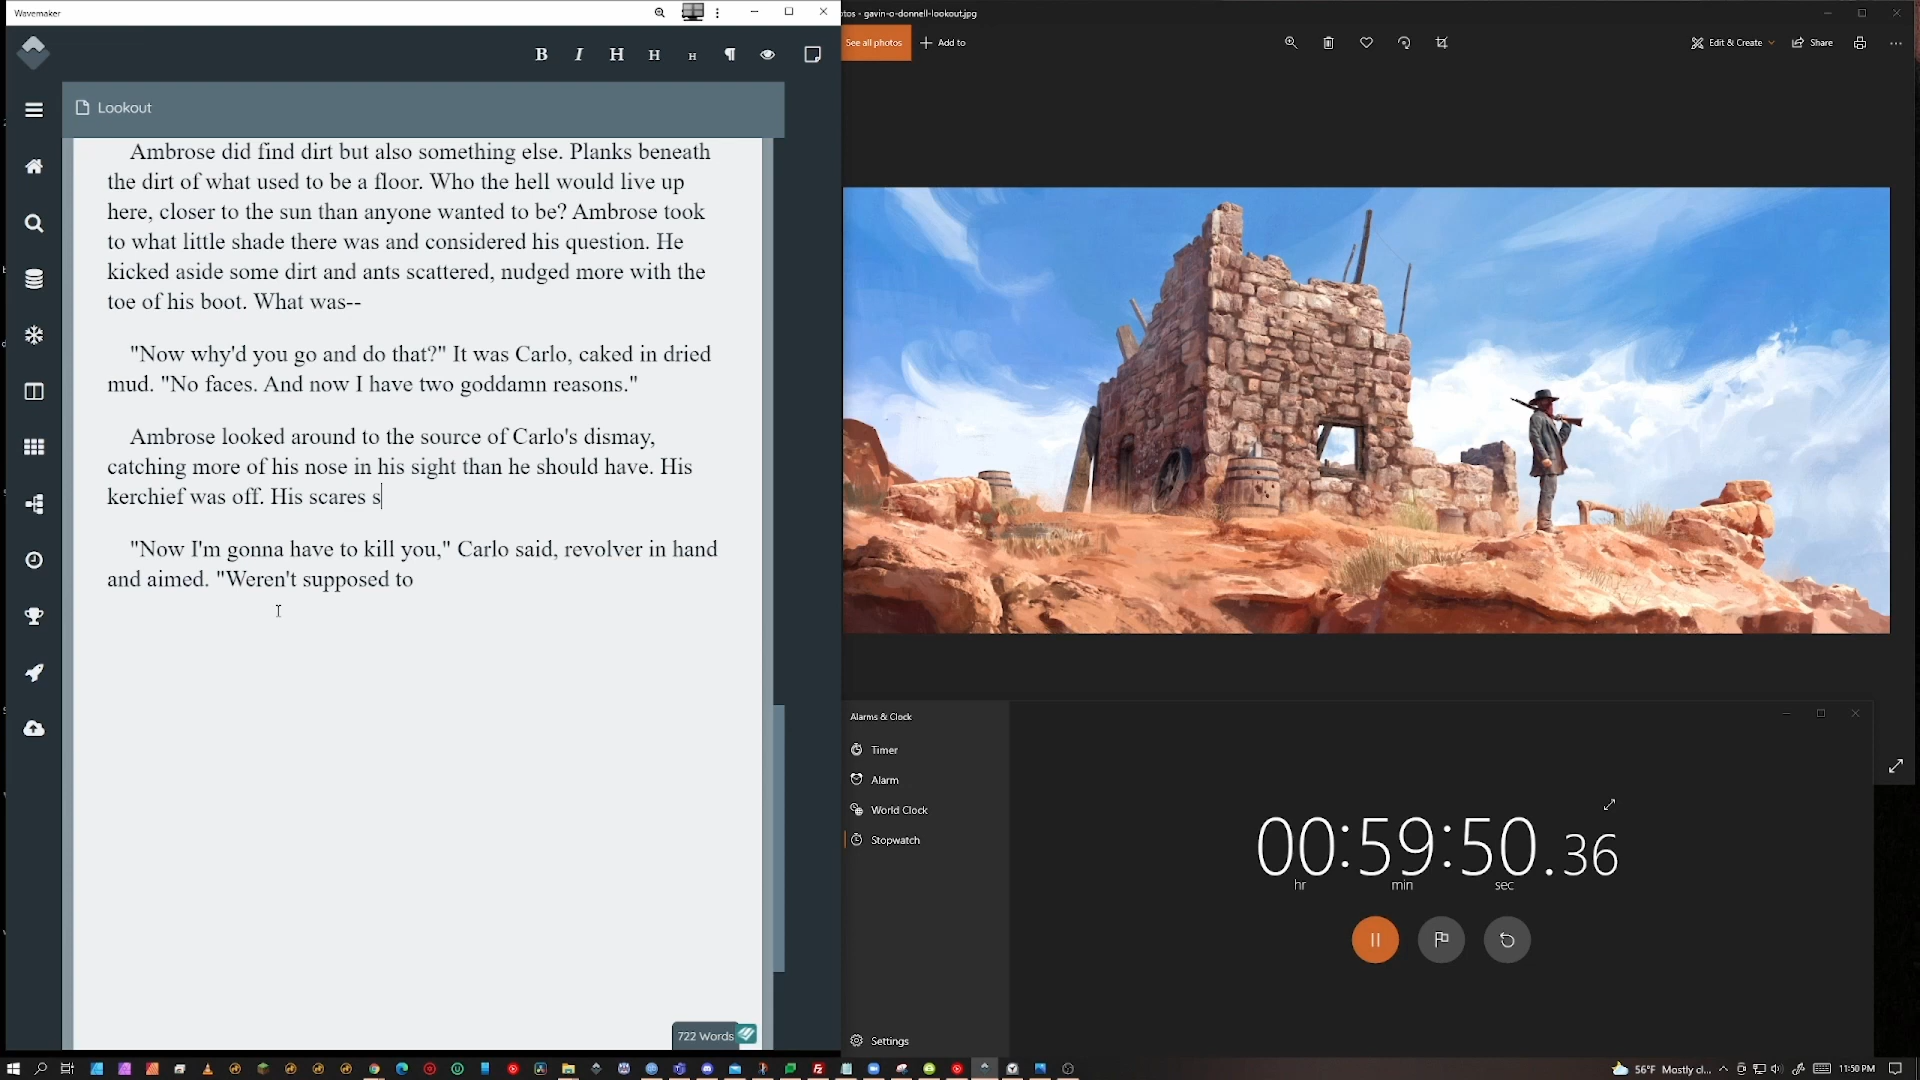 Wavemaker
B I H H H ¶
Lookout
Ambrose did find dirt but also something else. Planks beneath
the dirt of what used to be a floor. Who the hell would live up
here, closer to the sun than anyone wanted to be? Ambrose took
to what little shade there was and considered his question. He
kicked aside some dirt and ants scattered, nudged more with the
toe of his boot. What was--
"Now why'd you go and do that?" It was Carlo, caked in dried
mud. "No faces. And now I have two goddamn reasons."
Ambrose looked around to the source of Carlo's dismay,
catching more of his nose in his sight than he should have. His
kerchief was off. His scares s
"Now I'm gonna have to kill you," Carlo said, revolver in hand
and aimed. "Weren't supposed to
722 Words
tos - gavin-o-donnell-lookout.jpg
See all photos
Add to
Edit & Create
Share
Alarms & Clock
Timer
Alarm
World Clock
Stopwatch
Settings
00:59:50.36
hr min sec
56°F Mostly cl...
11:50 PM